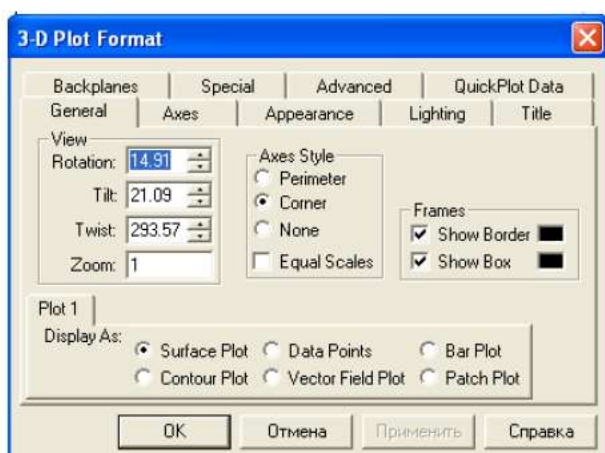 3-D Plot Format
Backplanes Special Advanced QuickPlot Data
General Axes Appearance Lighting Title
View
Rotation: 14.91
Tilt: 21.09
Twist: 293.57
Zoom: 1
Axes Style
Perimeter
Corner
None
Equal Scales
Frames
Show Border
Show Box
Plot 1
Display As:
Surface Plot Data Points Bar Plot
Contour Plot Vector Field Plot Patch Plot
OK Отмена Применить Справка